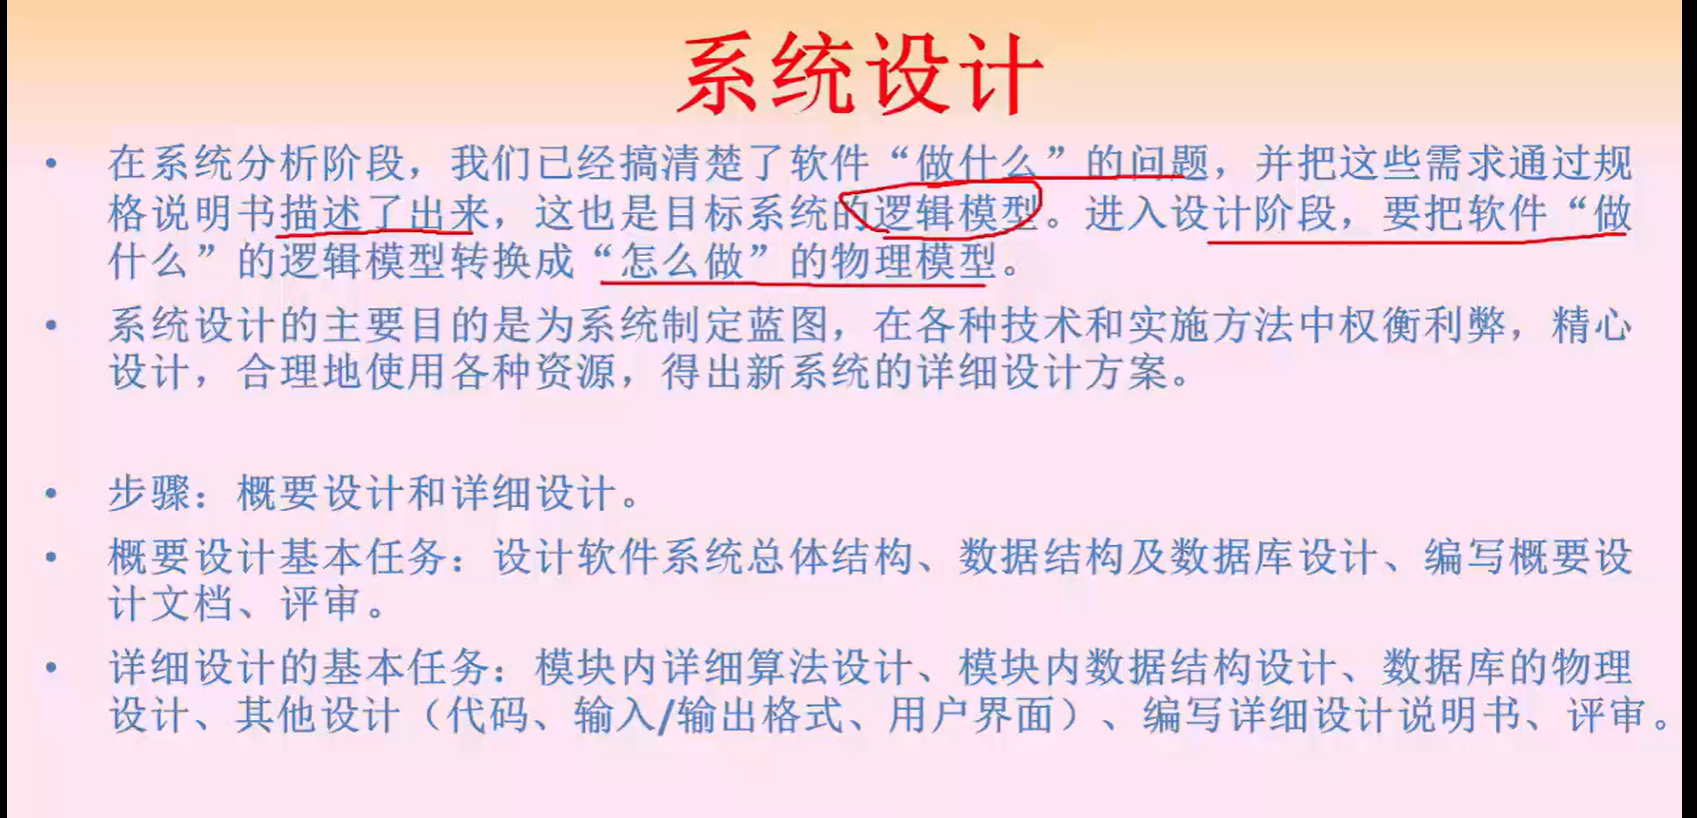 系统设计
• 在系统分析阶段，我们已经搞清楚了软件“做什么”的问题，并把这些需求通过规
格说明书描述了出来，这也是目标系统的逻辑模型。进入设计阶段，要把软件“做
什么”的逻辑模型转换成“怎么做”的物理模型。
• 系统设计的主要目的是为系统制定蓝图，在各种技术和实施方法中权衡利弊，精心
设计，合理地使用各种资源，得出新系统的详细设计方案。
• 步骤：概要设计和详细设计。
• 概要设计基本任务：设计软件系统总体结构、数据结构及数据库设计、编写概要设
计文档、评审。
• 详细设计的基本任务：模块内详细算法设计、模块内数据结构设计、数据库的物理
设计、其他设计（代码、输入/输出格式、用户界面）、编写详细设计说明书、评审。